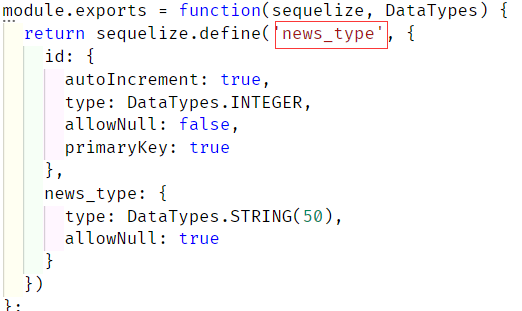 module.exports = function(sequelize, DataTypes) {
  return sequelize.define('news_type', {
    id: {
      autoIncrement: true,
      type: DataTypes.INTEGER,
      allowNull: false,
      primaryKey: true
    },
    news_type: {
      type: DataTypes.STRING(50),
      allowNull: true
    }
  })
};